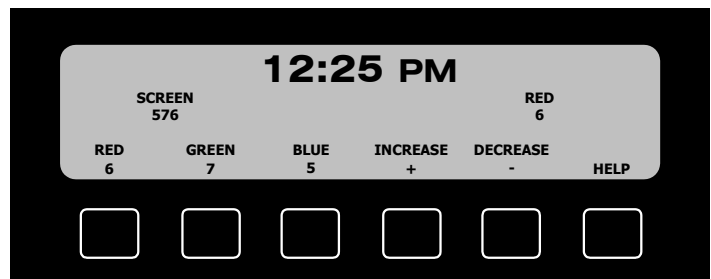 12:25 PM
SCREEN RED
576 6
RED GREEN BLUE INCREASE DECREASE
6 7 5 + - HELP